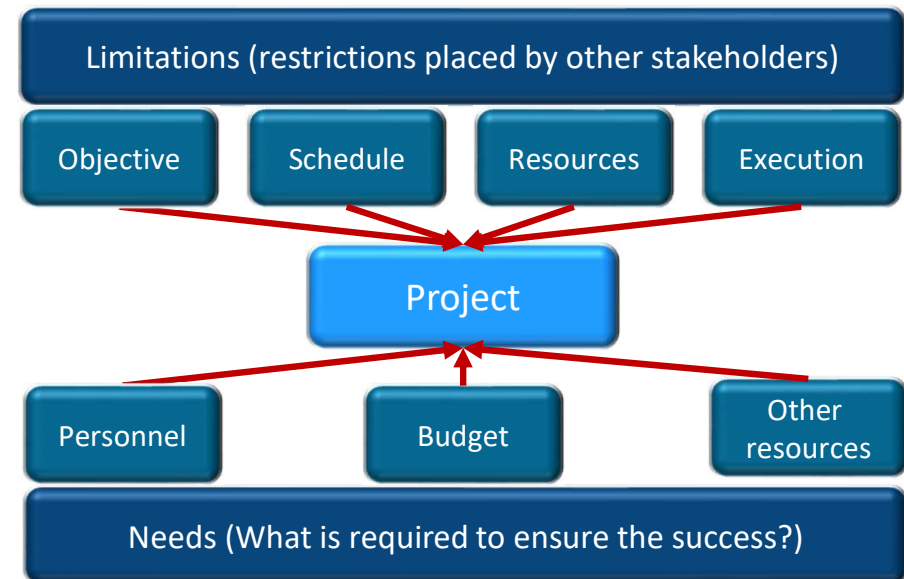 Limitations (restrictions placed by other stakeholders)
Objective
Schedule
Resources
Execution
Project
Personnel
Budget
Other
resources
Needs (What is required to ensure the success?)